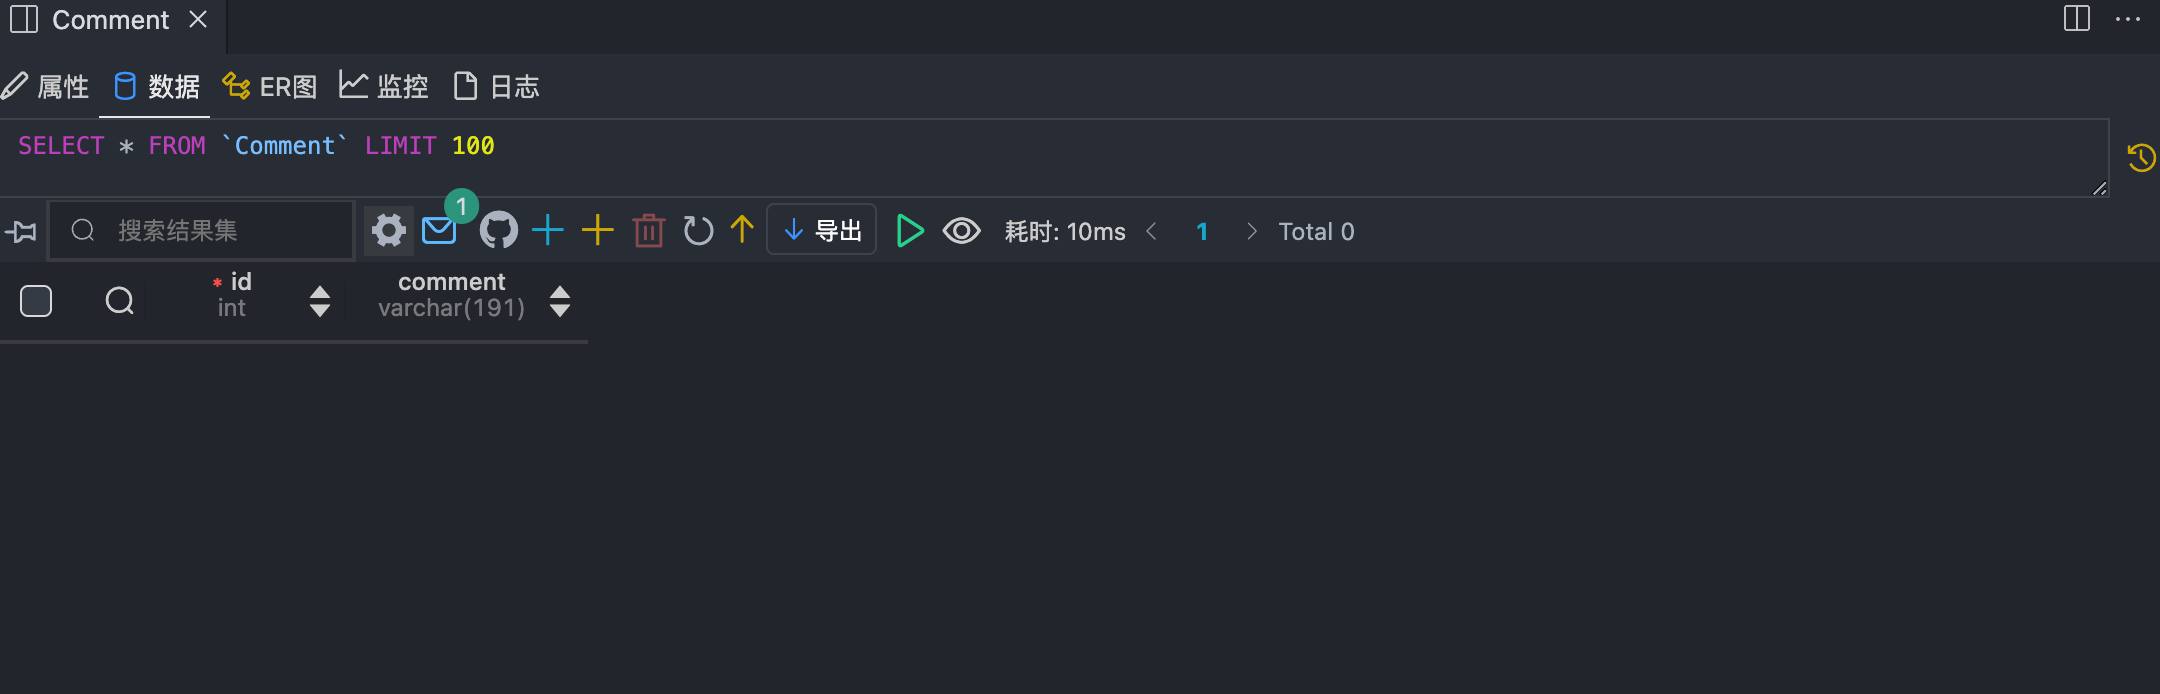 Comment
属性 数据 ER图 监控 日志
SELECT * FROM `Comment` LIMIT 100
搜索结果集 1 导出 耗时: 10ms 1 Total 0
* id comment
int varchar(191)